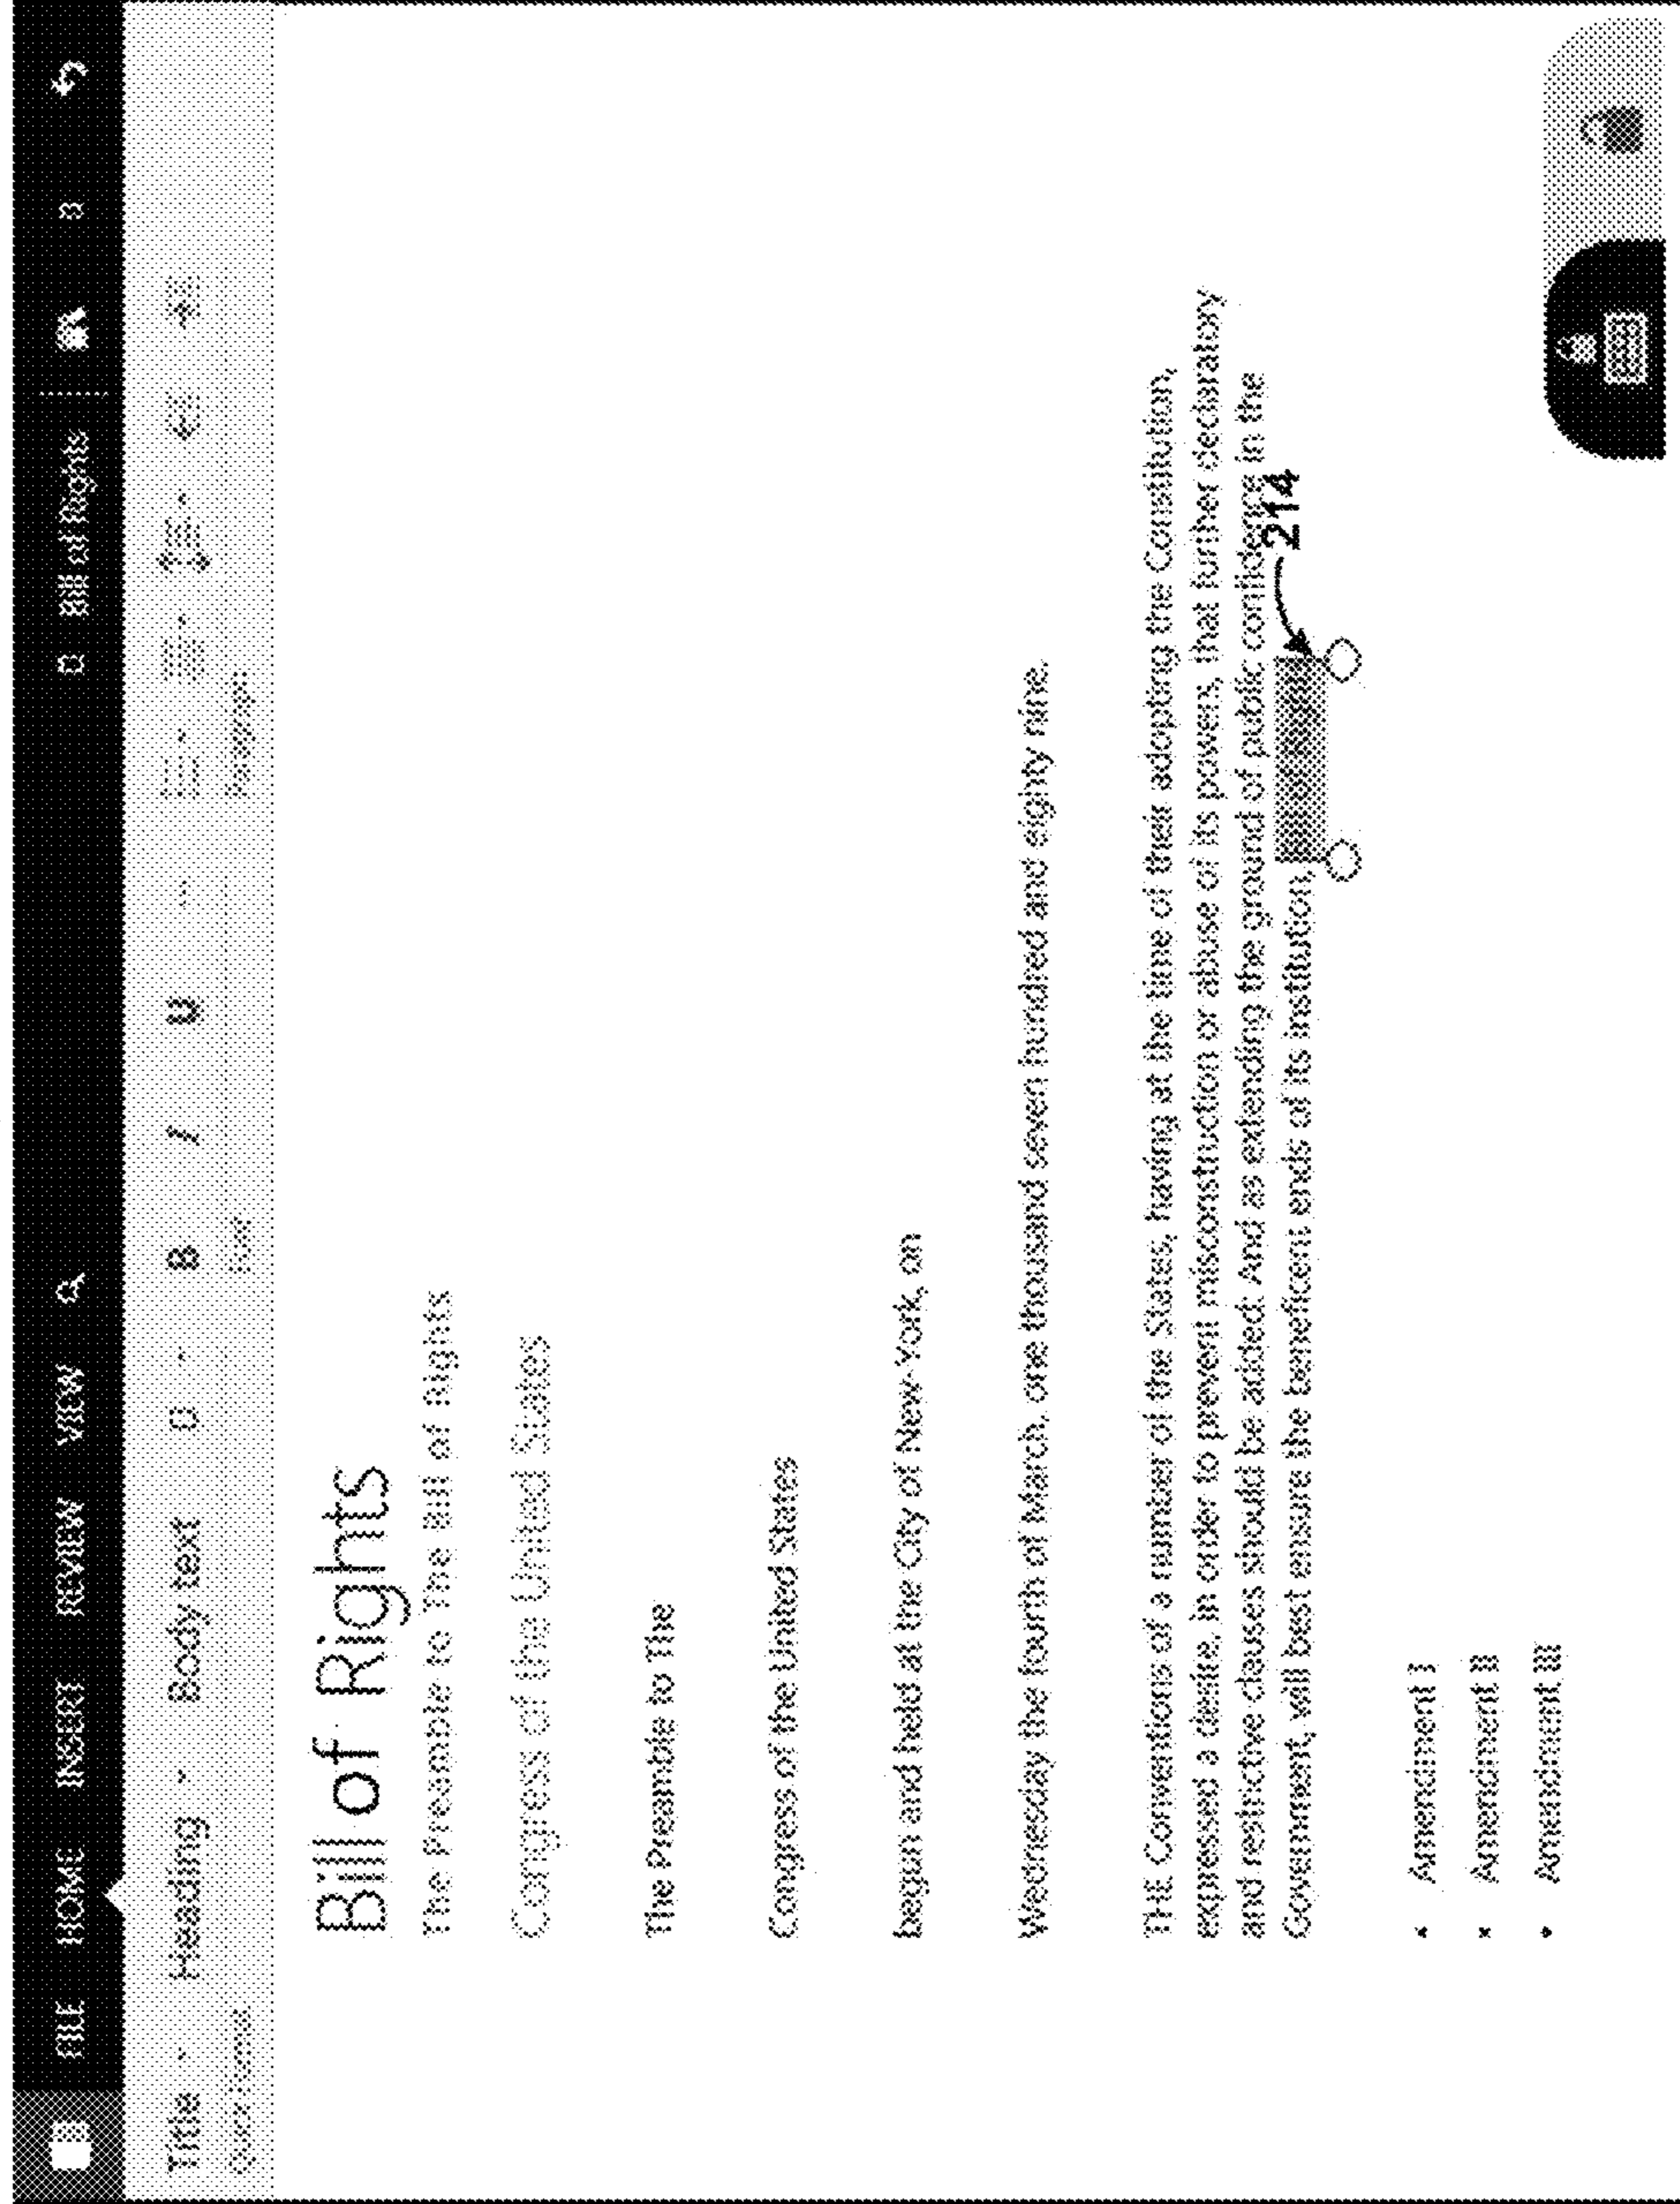 FILE HOME INSERT REVIEW VIEW Bill of Rights
Title Heading Body text B I U
Font
Bill of Rights
The Preamble to The Bill of Rights
Congress of the United States
The Preamble to The
Congress of the United States
begun and held at the City of New-York, on
Wednesday the fourth of March, one thousand seven hundred and eighty nine.
THE Conventions of a number of the States, having at the time of their adopting the Constitution,
expressed a desire, in order to prevent misconstruction or abuse of its powers, that further declaratory
and restrictive clauses should be added: And as extending the ground of public confidence in the
Government, will best ensure the beneficent ends of its institution.
214
Amendment I
Amendment II
Amendment III